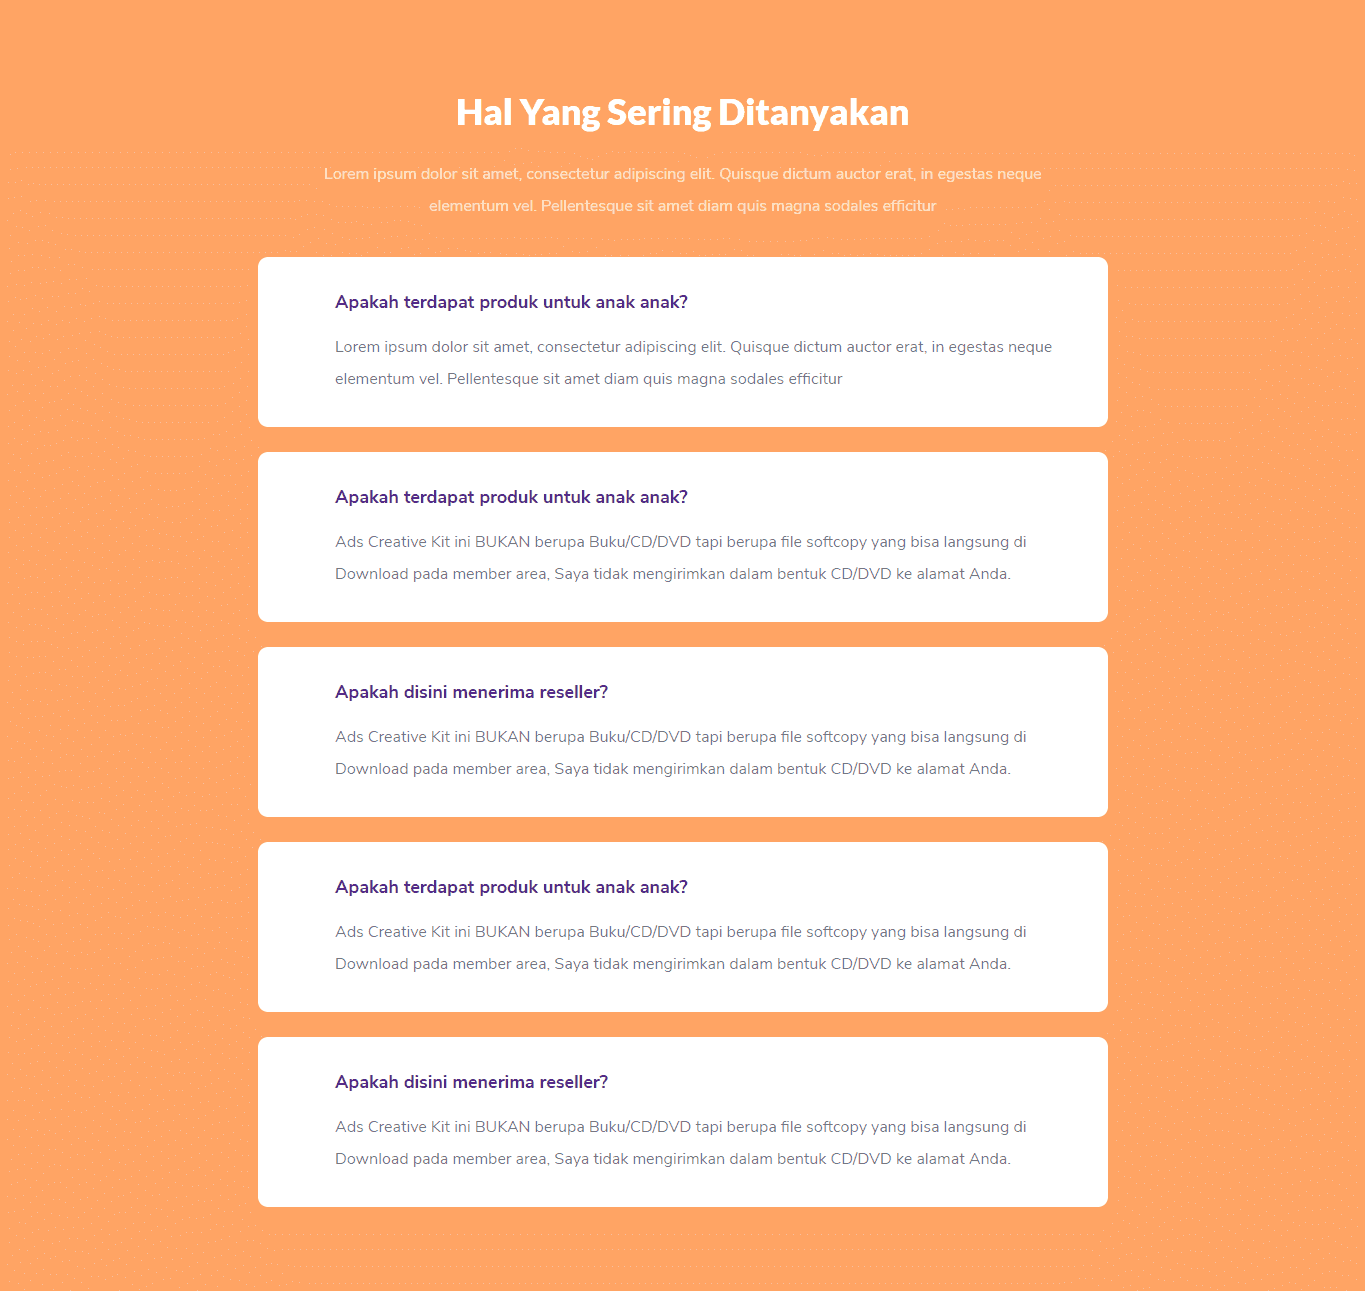 Hal Yang Sering Ditanyakan
Lorem ipsum dolor sit amet, consectetur adipiscing elit. Quisque dictum auctor erat, in egestas neque
elementum vel. Pellentesque sit amet diam quis magna sodales efficitur
Apakah terdapat produk untuk anak anak?
Lorem ipsum dolor sit amet, consectetur adipiscing elit. Quisque dictum auctor erat, in egestas neque
elementum vel. Pellentesque sit amet diam quis magna sodales efficitur
Apakah terdapat produk untuk anak anak?
Ads Creative Kit ini BUKAN berupa Buku/CD/DVD tapi berupa file softcopy yang bisa langsung di
Download pada member area, Saya tidak mengirimkan dalam bentuk CD/DVD ke alamat Anda.
Apakah disini menerima reseller?
Ads Creative Kit ini BUKAN berupa Buku/CD/DVD tapi berupa file softcopy yang bisa langsung di
Download pada member area, Saya tidak mengirimkan dalam bentuk CD/DVD ke alamat Anda.
Apakah terdapat produk untuk anak anak?
Ads Creative Kit ini BUKAN berupa Buku/CD/DVD tapi berupa file softcopy yang bisa langsung di
Download pada member area, Saya tidak mengirimkan dalam bentuk CD/DVD ke alamat Anda.
Apakah disini menerima reseller?
Ads Creative Kit ini BUKAN berupa Buku/CD/DVD tapi berupa file softcopy yang bisa langsung di
Download pada member area, Saya tidak mengirimkan dalam bentuk CD/DVD ke alamat Anda.